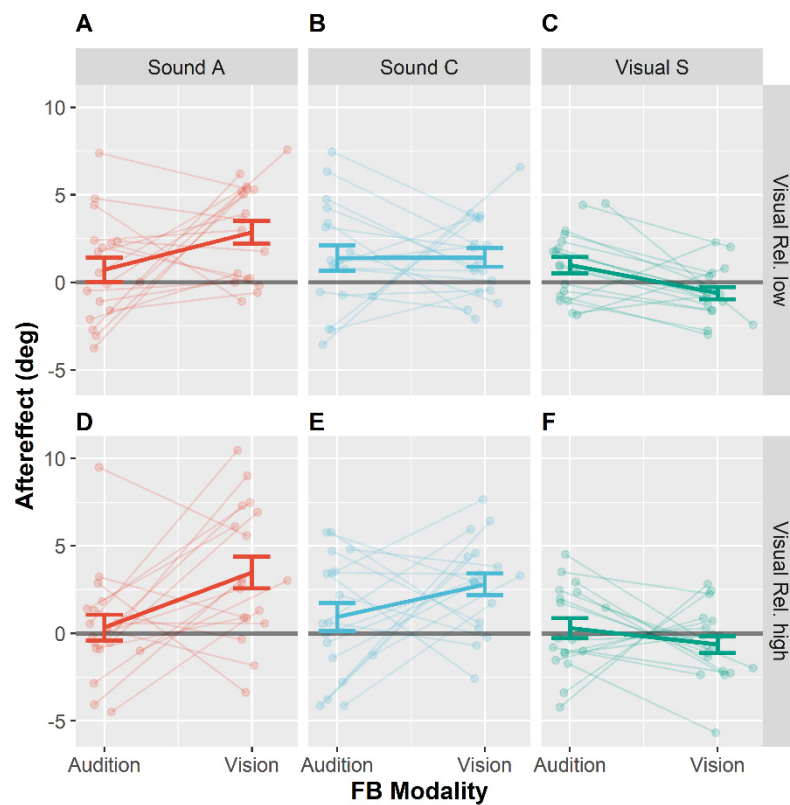 A
B
C
Sound A
Sound C
Visual S
10
5
0
-5
Visual Rel. low
D
E
F
10
5
0
-5
Visual Rel. high
Aftereffect (deg)
Audition
Vision
Audition
Vision
Audition
Vision
FB Modality